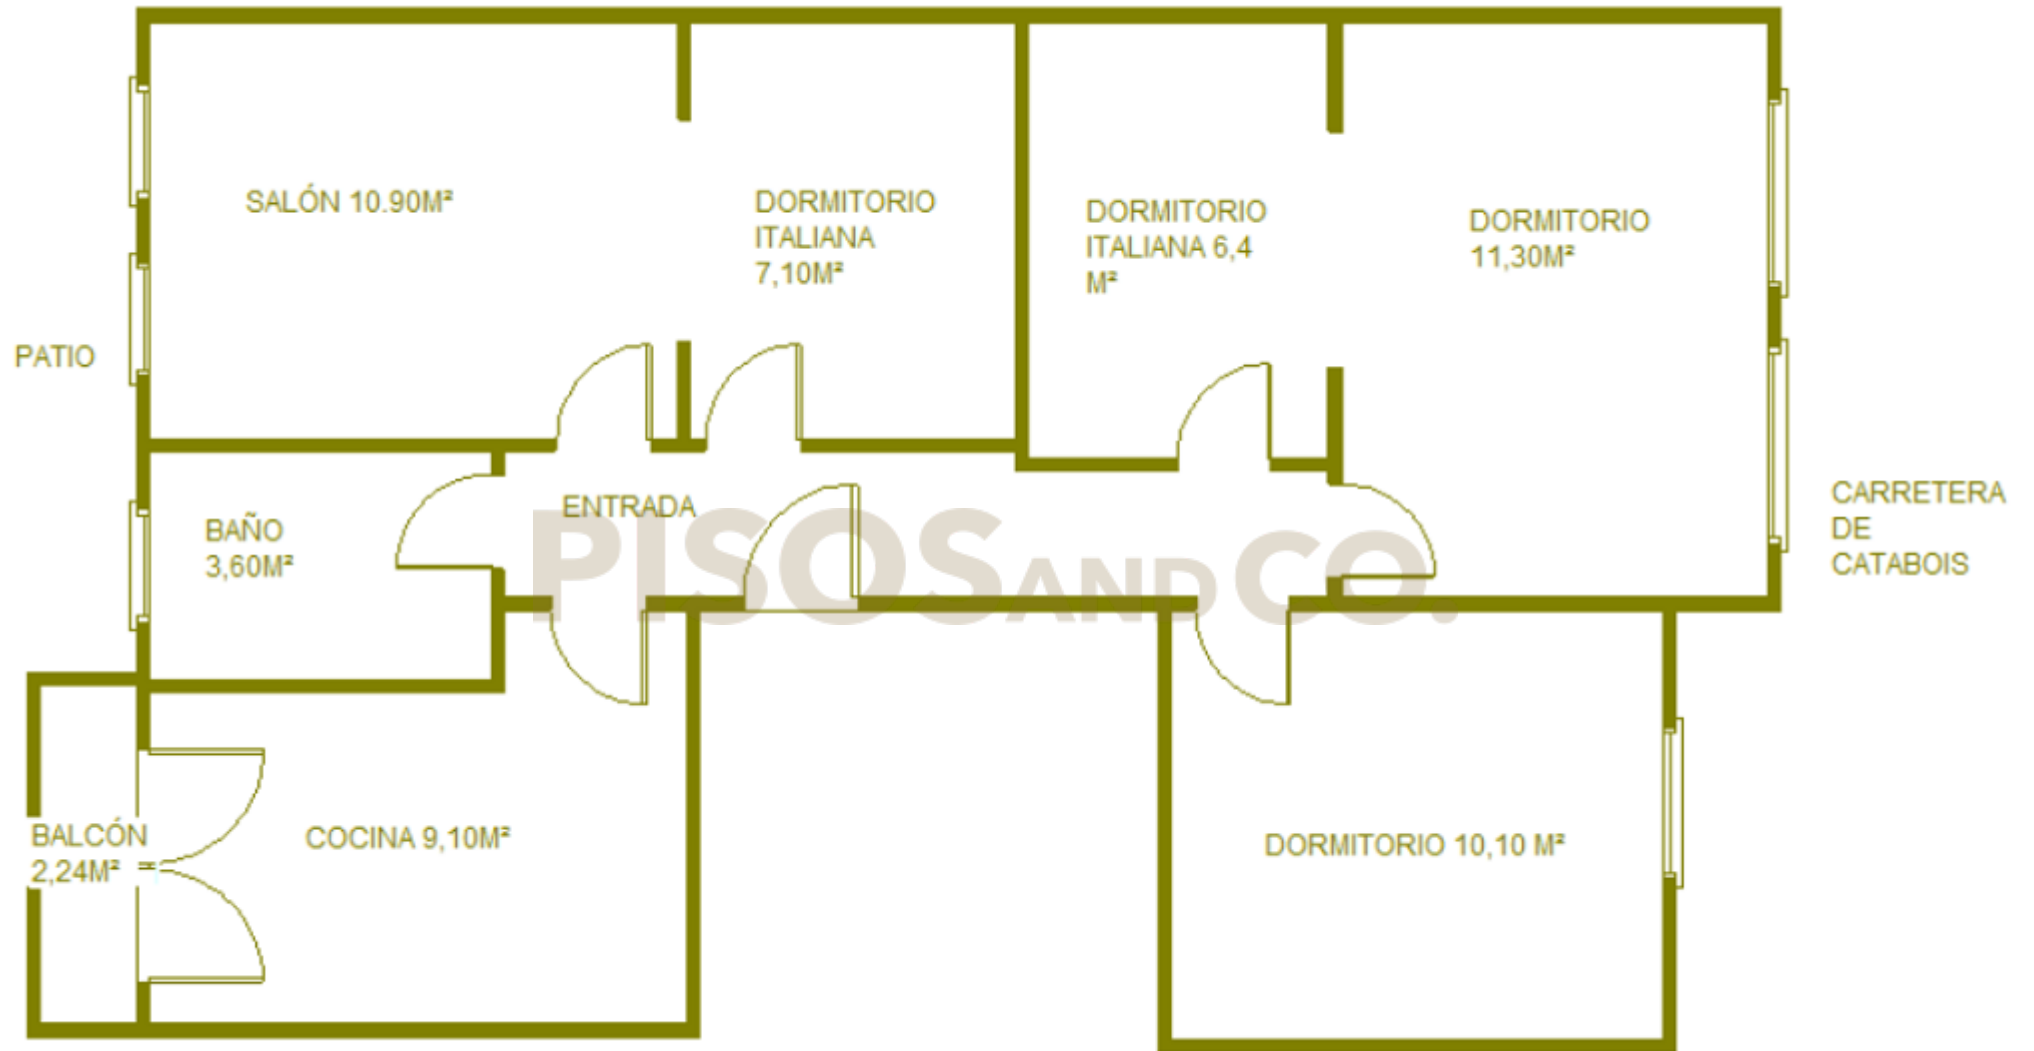 SALÓN 10.90M²
DORMITORIO
ITALIANA
7,10M²
DORMITORIO
ITALIANA 6,4
M²
DORMITORIO
11,30M²
PATIO
BAÑO
3,60M²
ENTRADA
PISOS AND CO.
CARRETERA
DE
CATABOIS
BALCÓN
2,24M²
COCINA 9,10M²
DORMITORIO 10,10 M²